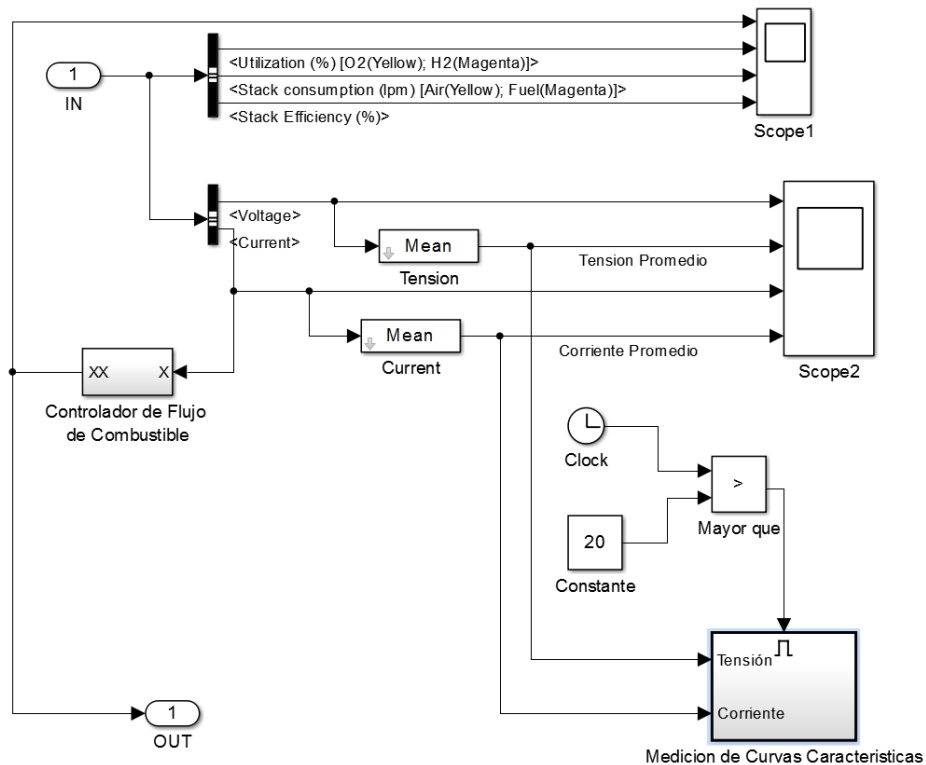 1
IN
<Utilization (%) [O2(Yellow); H2(Magenta)]>
<Stack consumption (lpm) [Air(Yellow); Fuel(Magenta)]>
<Stack Efficiency (%)>
Scope1
<Voltage>
<Current>
Mean
Tension
Tension Promedio
Mean
Current
Corriente Promedio
Scope2
XX
X
Controlador de Flujo
de Combustible
Clock
>
Mayor que
20
Constante
Tensión
Corriente
Medicion de Curvas Caracteristicas
1
OUT